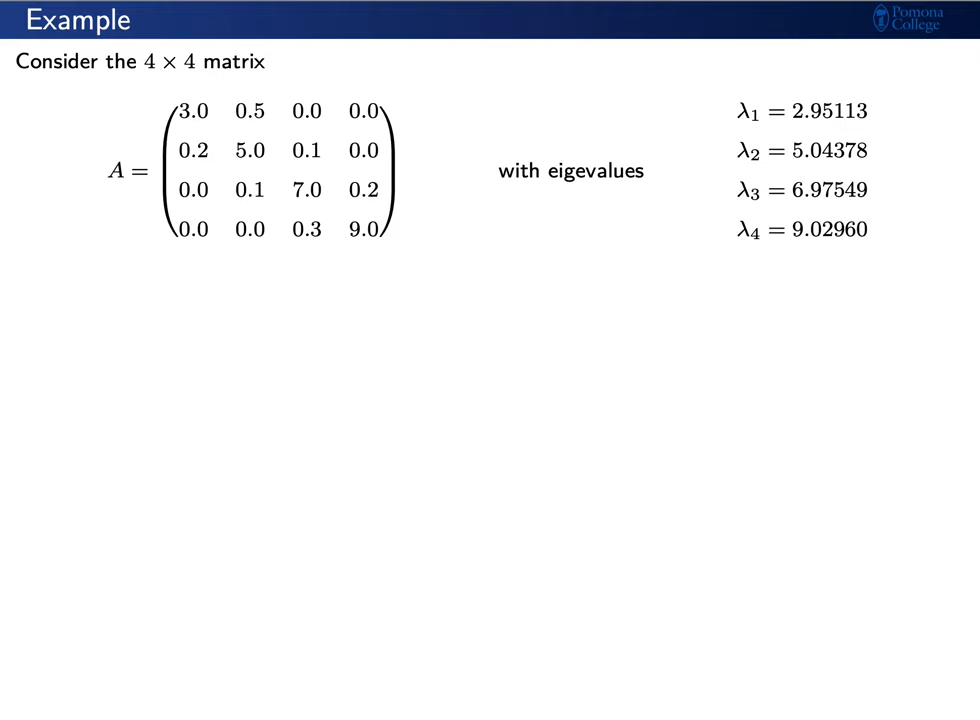 Example
Pomona
College
Consider the 4 × 4 matrix
3.0 0.5 0.0 0.0
0.2 5.0 0.1 0.0
A =
0.0 0.1 7.0 0.2
0.0 0.0 0.3 9.0
with eigevalues
λ1 = 2.95113
λ2 = 5.04378
λ3 = 6.97549
λ4 = 9.02960